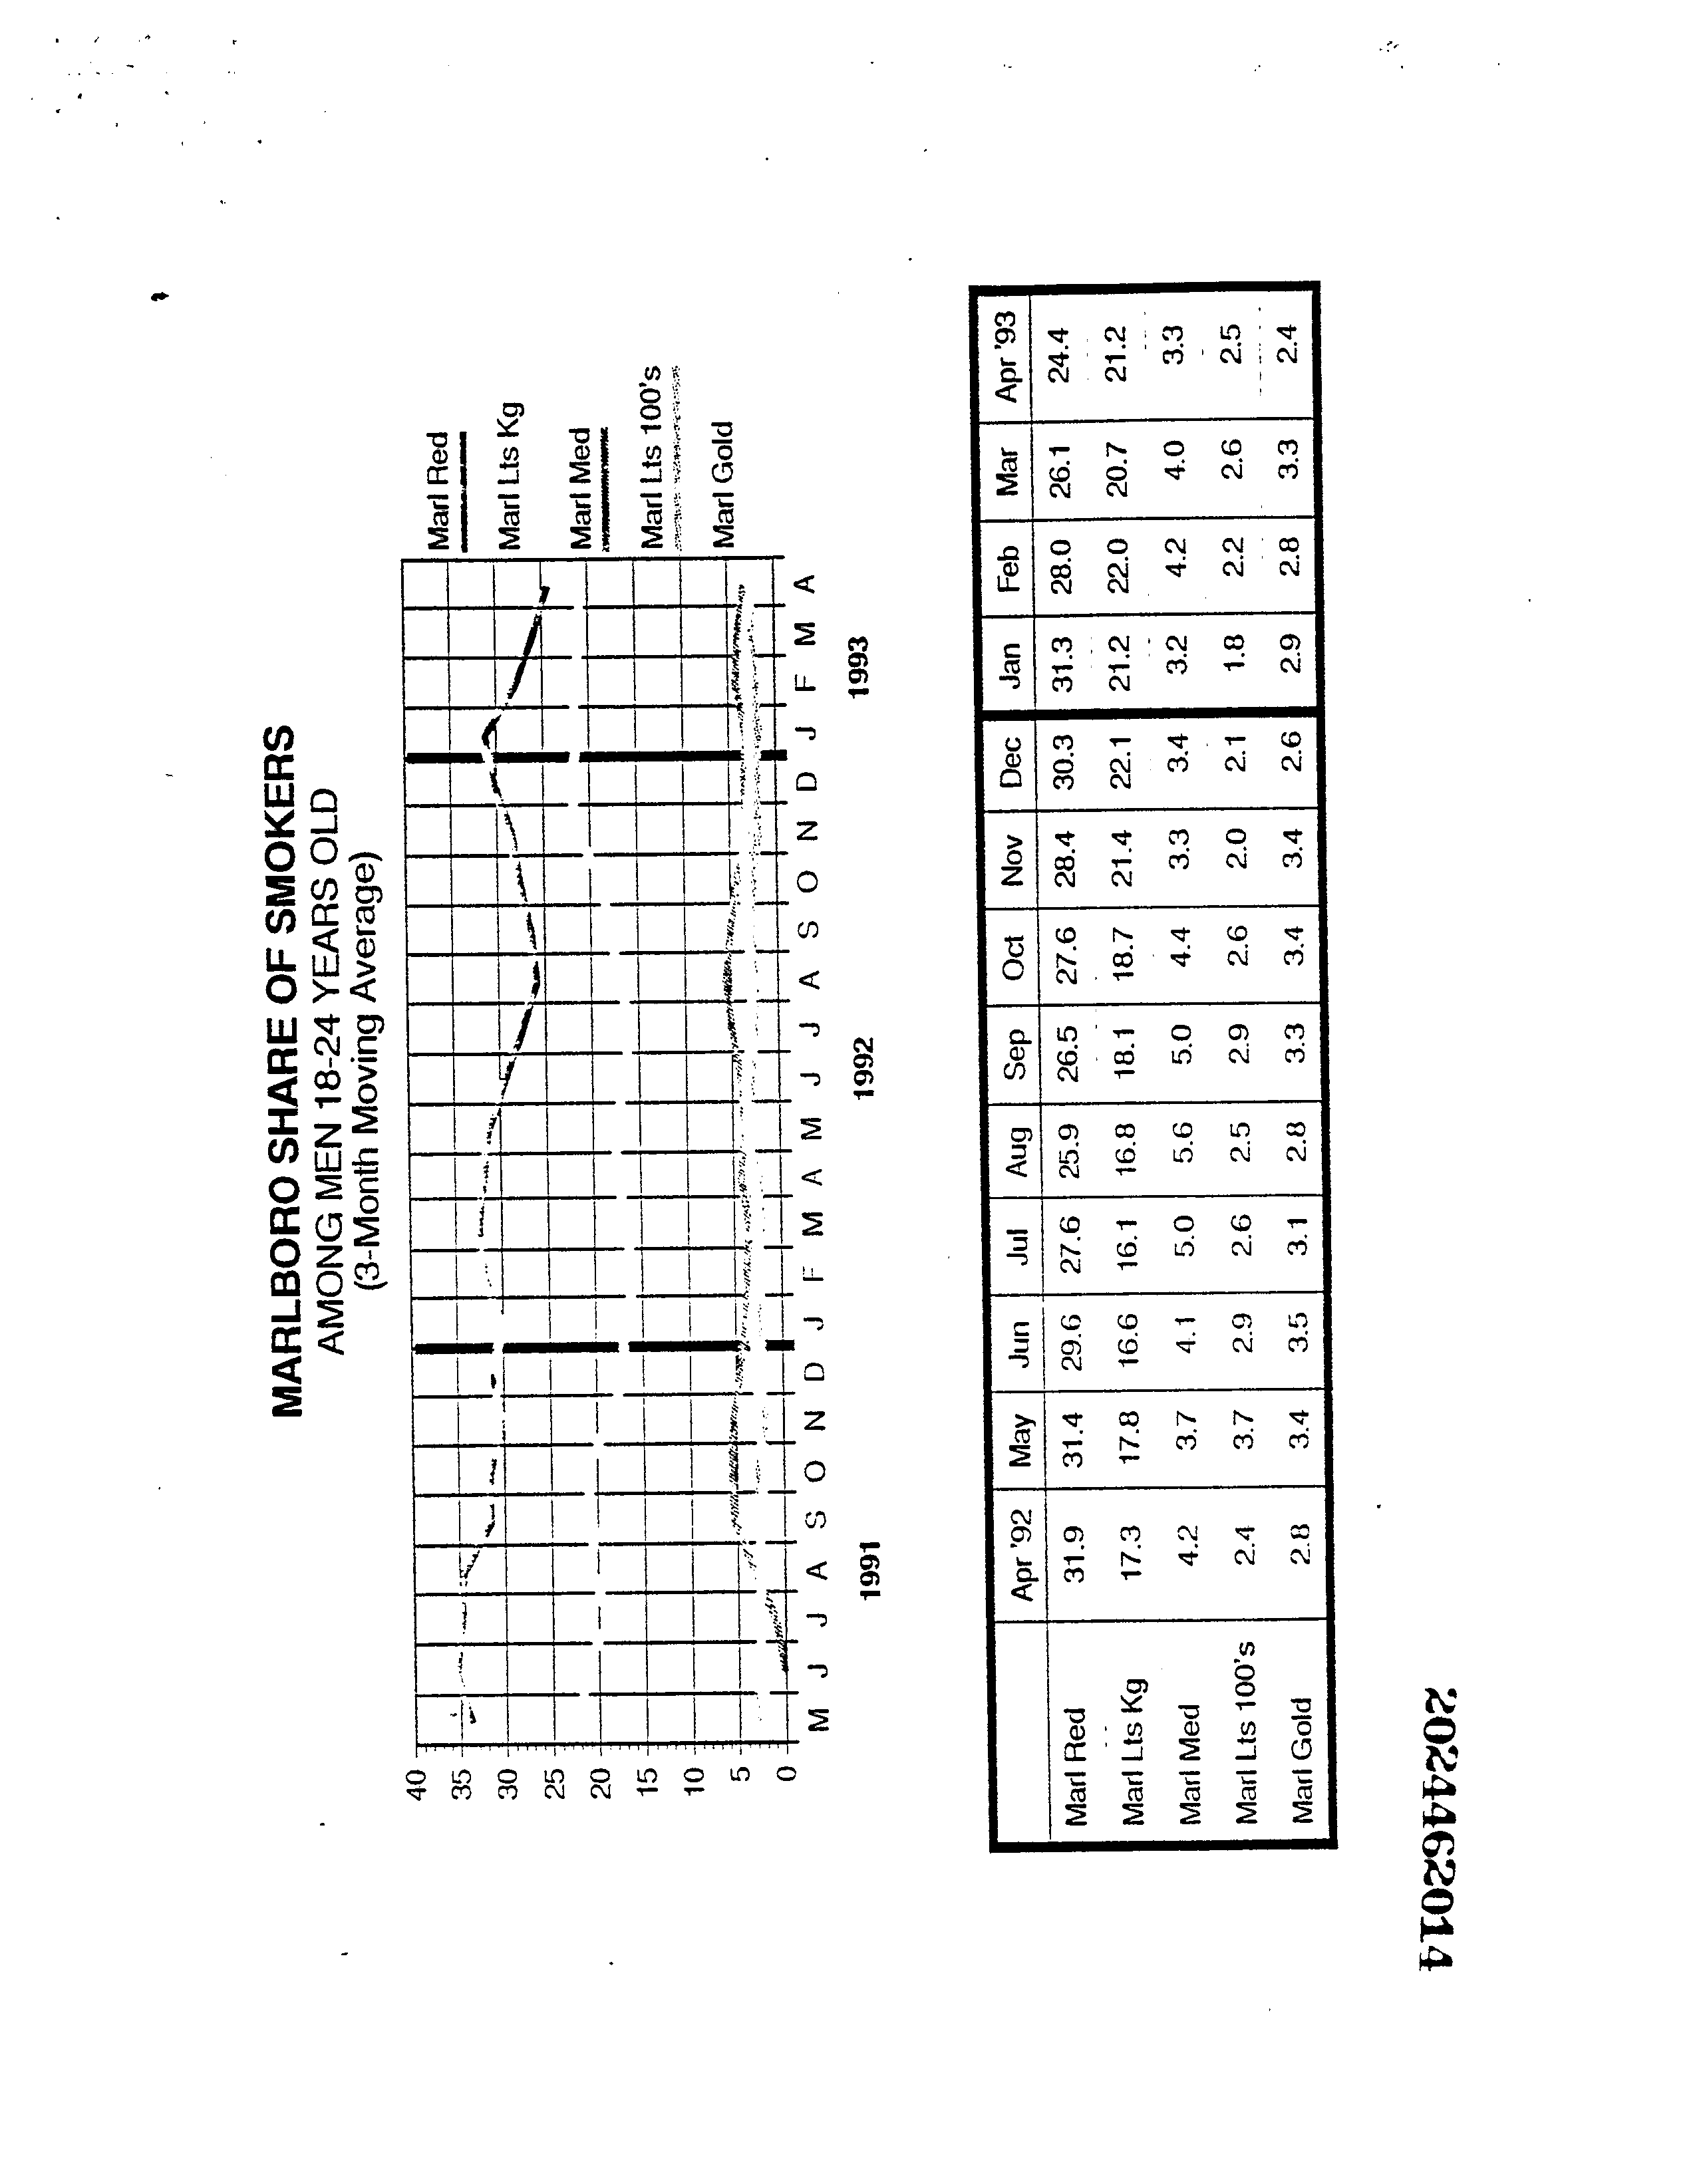 MARLBORO SHARE OF SMOKERS
AMONG MEN 18-24 YEARS OLD
(3-Month Moving Average)
40
35
30
25
20
15
10
5
0
M J J A S O N D J F M A M J J A S O N D J F M A
1991 1992 1993
Marl Red
Marl Lts Kg
Marl Med
Marl Lts 100's
Marl Gold
Apr '92 May Jun Jul Aug Sep Oct Nov Dec Jan Feb Mar Apr '93
Marl Red 31.9 31.4 29.6 27.6 25.9 26.5 27.6 28.4 30.3 31.3 28.0 26.1 24.4
Marl Lts Kg 17.3 17.8 16.6 16.1 16.8 18.1 18.7 21.4 22.1 21.2 22.0 20.7 21.2
Marl Med 4.2 3.7 4.1 5.0 5.6 5.0 4.4 3.3 3.4 3.2 4.2 4.0 3.3
Marl Lts 100's 2.4 3.7 2.9 2.6 2.5 2.9 2.6 2.0 2.1 1.8 2.2 2.6 2.5
Marl Gold 2.8 3.4 3.5 3.1 2.8 3.3 3.4 3.4 2.6 2.9 2.8 3.3 2.4
2024462014